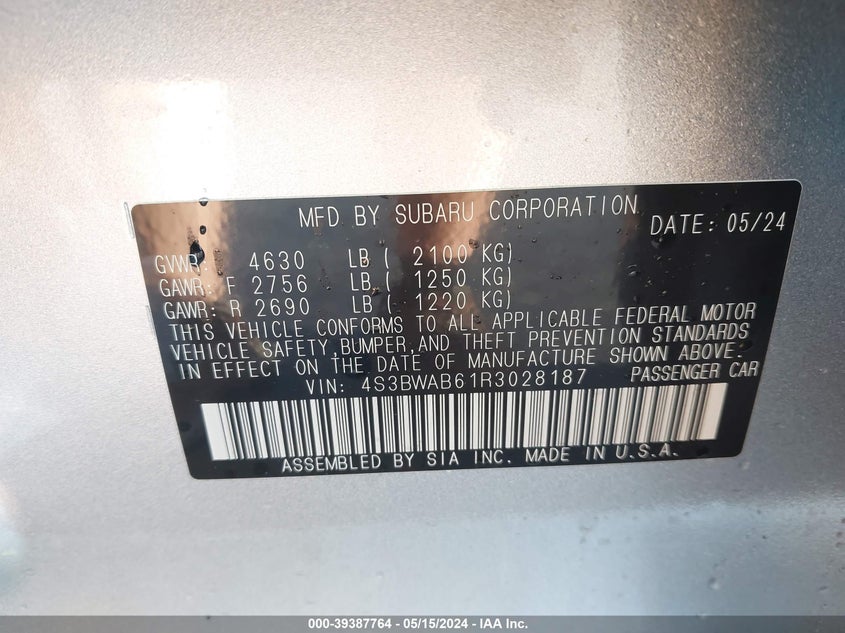 MFD BY SUBARU CORPORATION
DATE: 05/24
GVWR: 4630 LB ( 2100 KG)
GAWR: F 2756 LB ( 1250 KG)
GAWR: R 2690 LB ( 1220 KG)
THIS VEHICLE CONFORMS TO ALL APPLICABLE FEDERAL MOTOR
VEHICLE SAFETY,BUMPER,AND THEFT PREVENTION STANDARDS
IN EFFECT ON THE DATE OF MANUFACTURE SHOWN ABOVE:
VIN: 4S3BWAB61R3028187 PASSENGER CAR
ASSEMBLED BY SIA INC. MADE IN U.S.A.
000-39387764 - 05/15/2024 - IAA Inc.